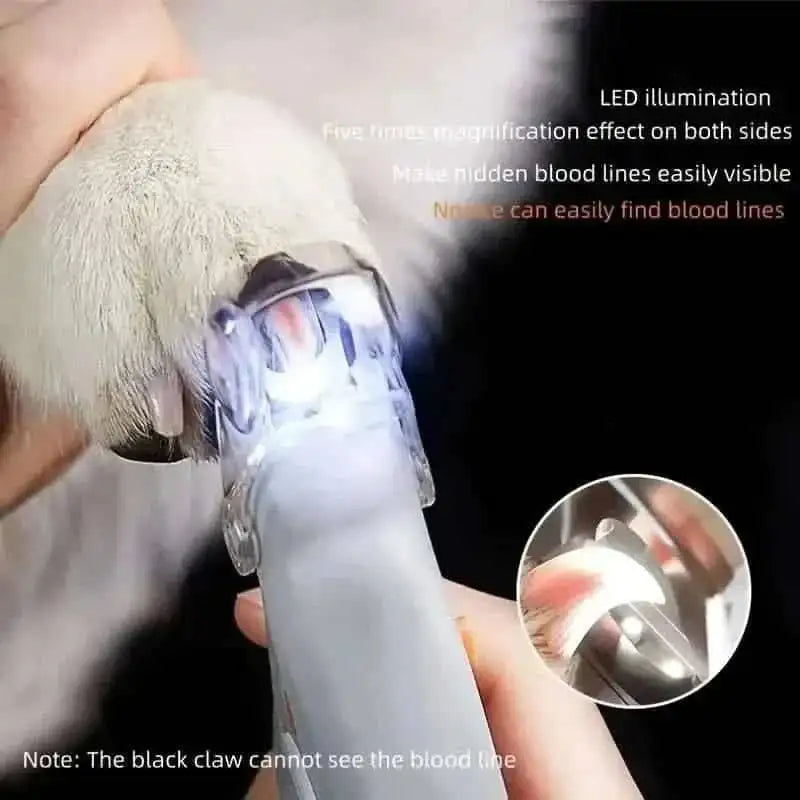 LED illumination
Five times magnification effect on both sides
Make hidden blood lines easily visible
Novice can easily find blood lines
Note: The black claw cannot see the blood line